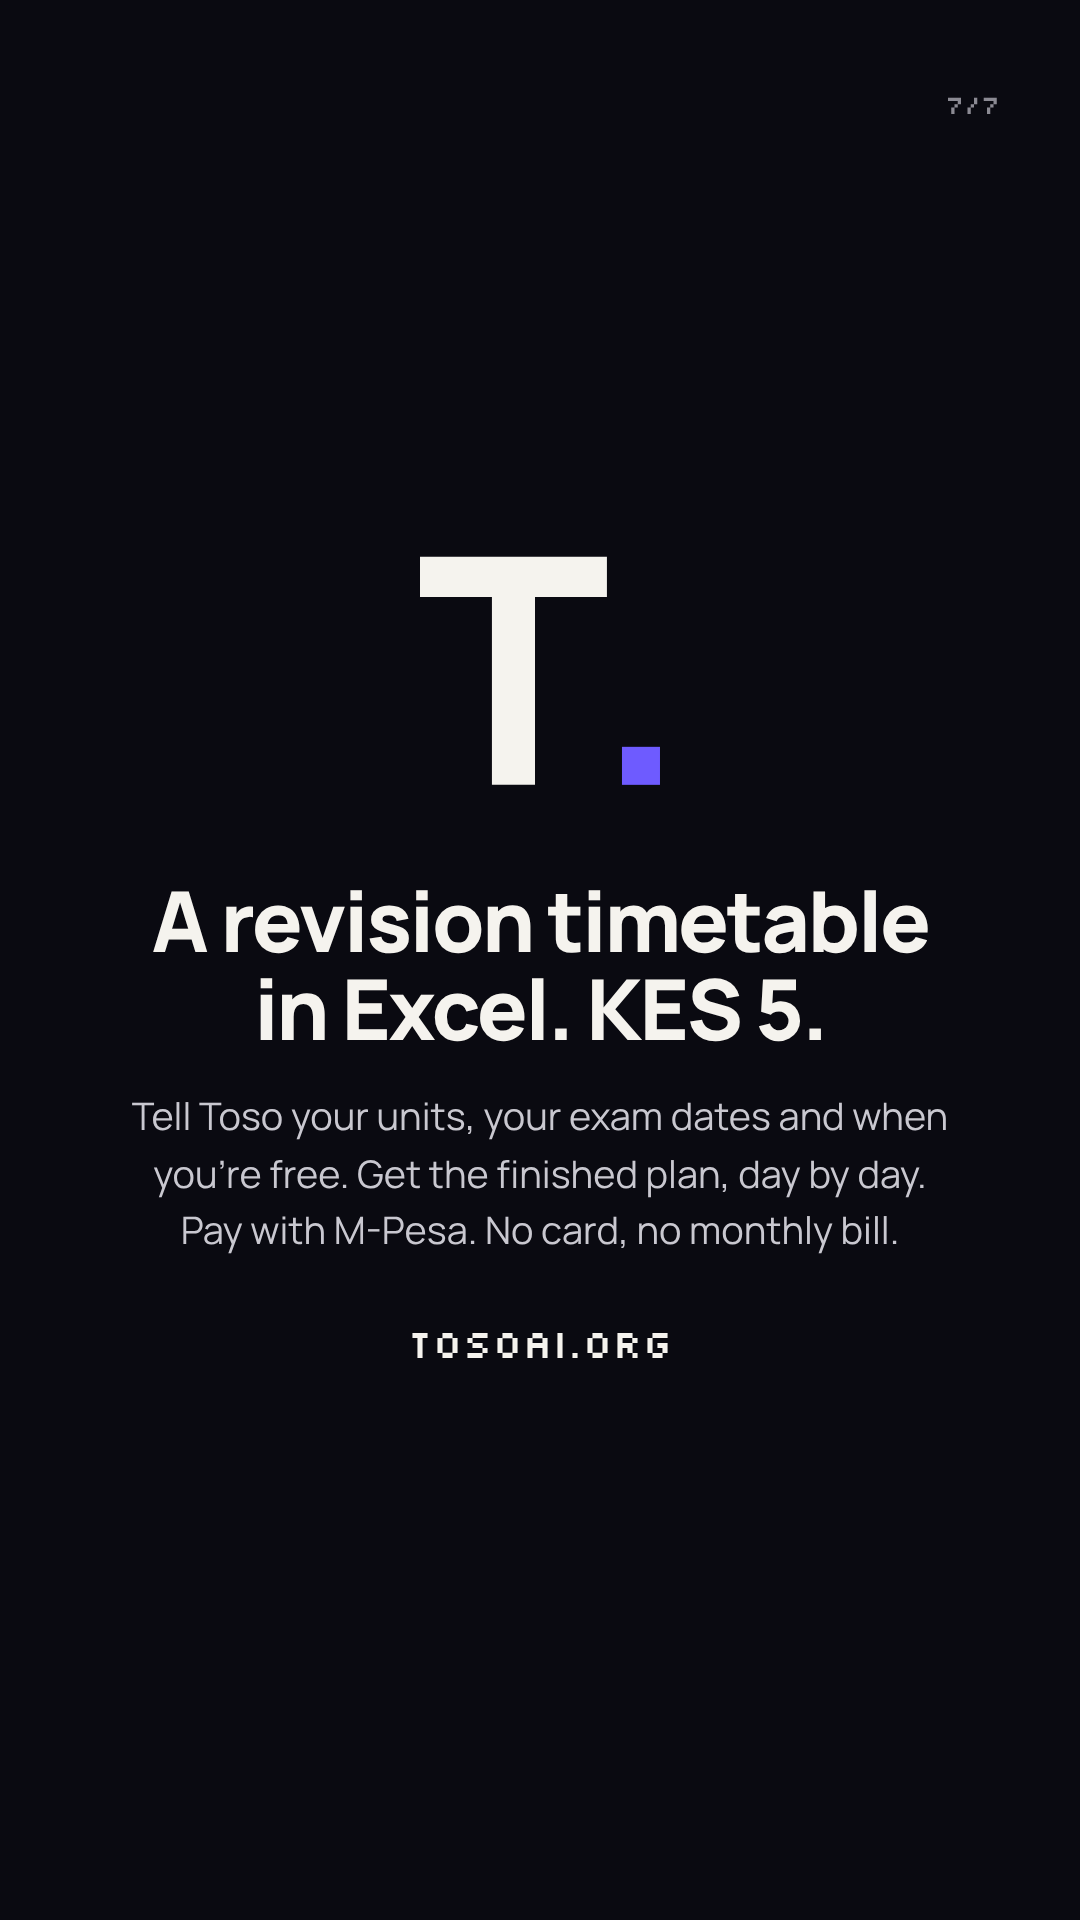 7/7
T.
A revision timetable
in Excel. KES 5.
Tell Toso your units, your exam dates and when
you’re free. Get the finished plan, day by day.
Pay with M-Pesa. No card, no monthly bill.
TOSOAI.ORG